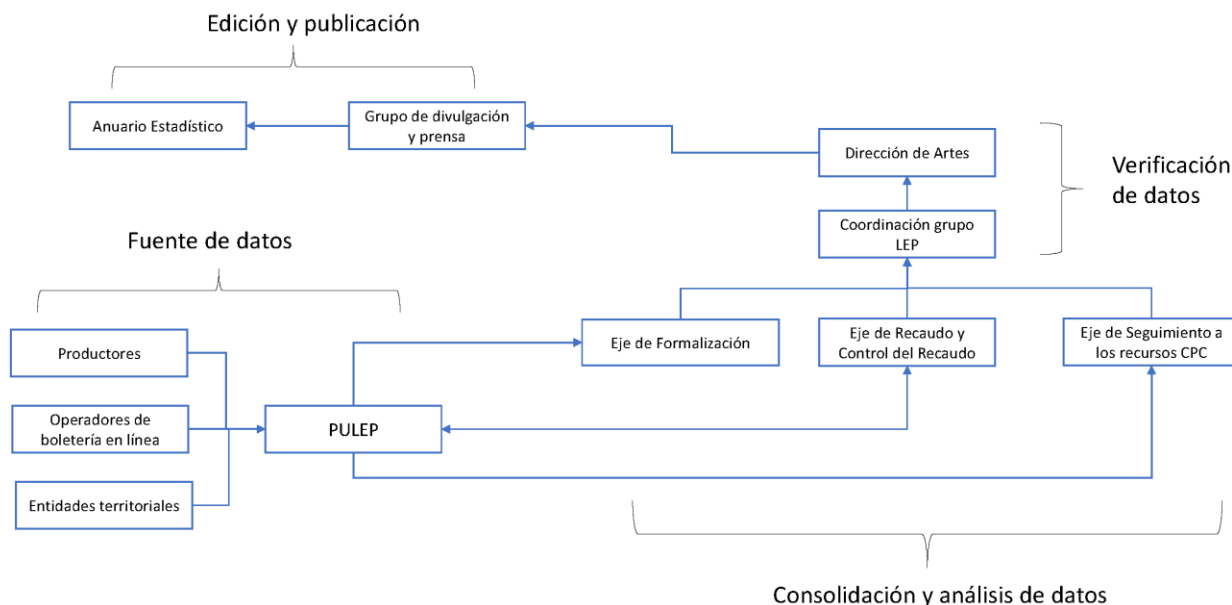 Edición y publicación
Anuario Estadístico
Grupo de divulgación
y prensa
Dirección de Artes
Verificación
de datos
Coordinación grupo
LEP
Fuente de datos
Productores
Eje de Formalización
Eje de Recaudo y
Control del Recaudo
Eje de Seguimiento a
los recursos CPC
Operadores de
boletería en línea
PULEP
Entidades territoriales
Consolidación y análisis de datos